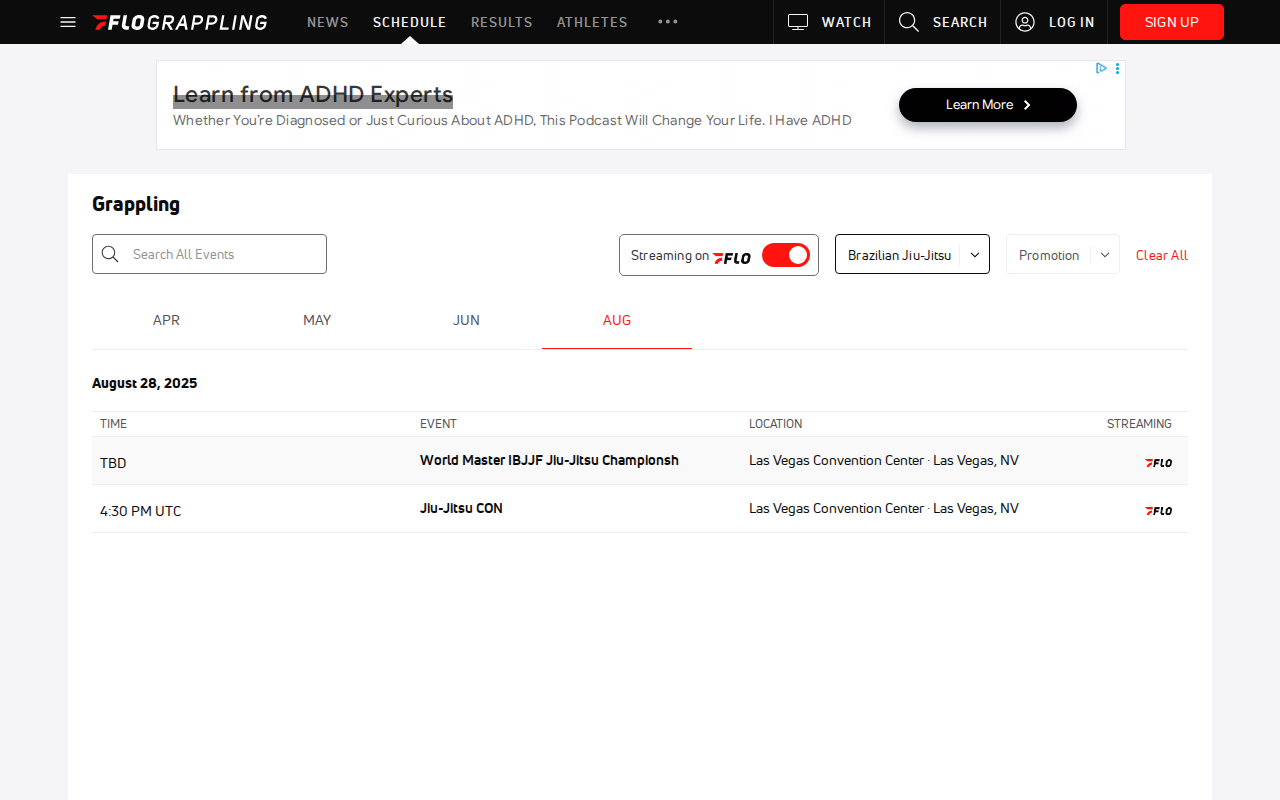 FLOGRAPPLING NEWS SCHEDULE RESULTS ATHLETES WATCH SEARCH LOG IN SIGN UP
Learn from ADHD Experts
Whether You're Diagnosed or Just Curious About ADHD, This Podcast Will Change Your Life. I Have ADHD
Learn More
Grappling
Search All Events
Streaming on FLO
Brazilian Jiu-Jitsu
Promotion
Clear All
APR MAY JUN AUG
August 28, 2025
TIME EVENT LOCATION STREAMING
TBD World Master IBJJF Jiu-Jitsu Championsh Las Vegas Convention Center · Las Vegas, NV FLO
4:30 PM UTC Jiu-Jitsu CON Las Vegas Convention Center · Las Vegas, NV FLO